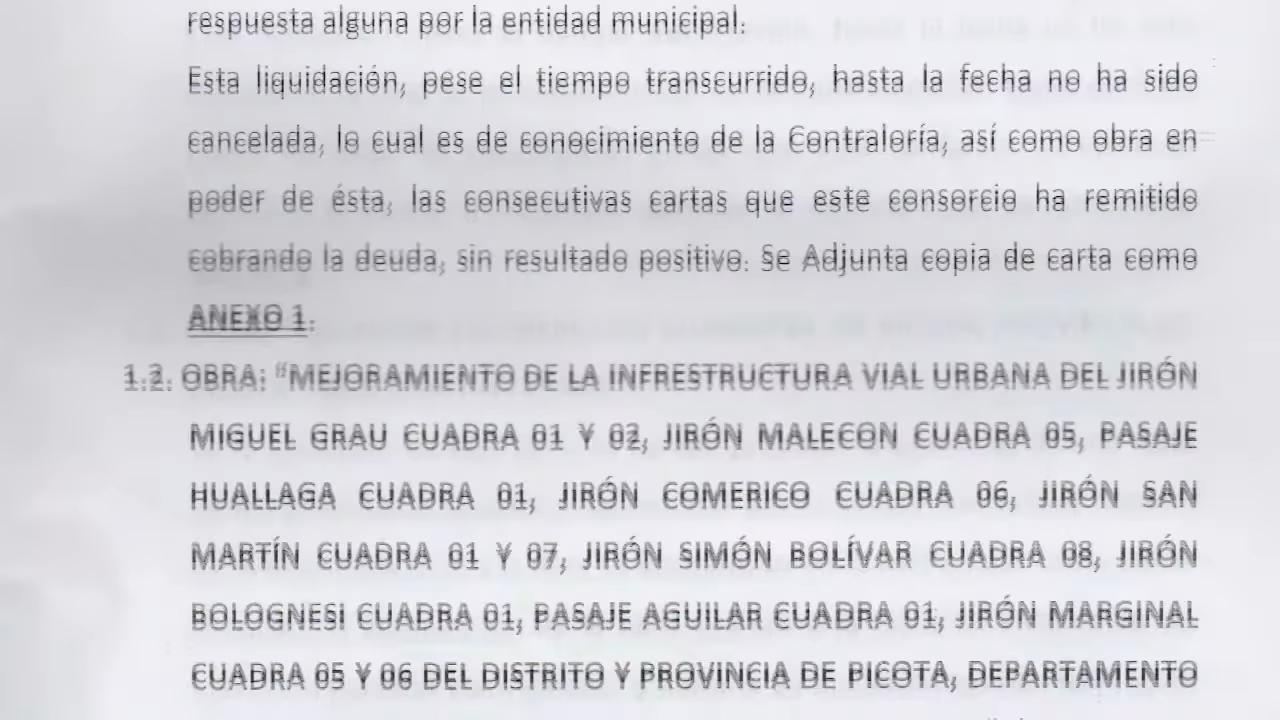 respuesta alguna por la entidad municipal.
Esta liquidación, pese el tiempo transcurrido, hasta la fecha no ha sido
cancelada, lo cual es de conocimiento de la Contraloría, así como obra en
poder de ésta, las consecutivas cartas que este consorcio ha remitido
cobrando la deuda, sin resultado positivo. Se Adjunta copia de carta como
ANEXO 1.
1.2. OBRA: “MEJORAMIENTO DE LA INFRESTRUCTURA VIAL URBANA DEL JIRÓN
MIGUEL GRAU CUADRA 01 Y 02, JIRÓN MALECON CUADRA 05, PASAJE
HUALLAGA CUADRA 01, JIRÓN COMERICO CUADRA 06, JIRÓN SAN
MARTÍN CUADRA 01 Y 07, JIRÓN SIMÓN BOLÍVAR CUADRA 08, JIRÓN
BOLOGNESI CUADRA 01, PASAJE AGUILAR CUADRA 01, JIRÓN MARGINAL
CUADRA 05 Y 06 DEL DISTRITO Y PROVINCIA DE PICOTA, DEPARTAMENTO